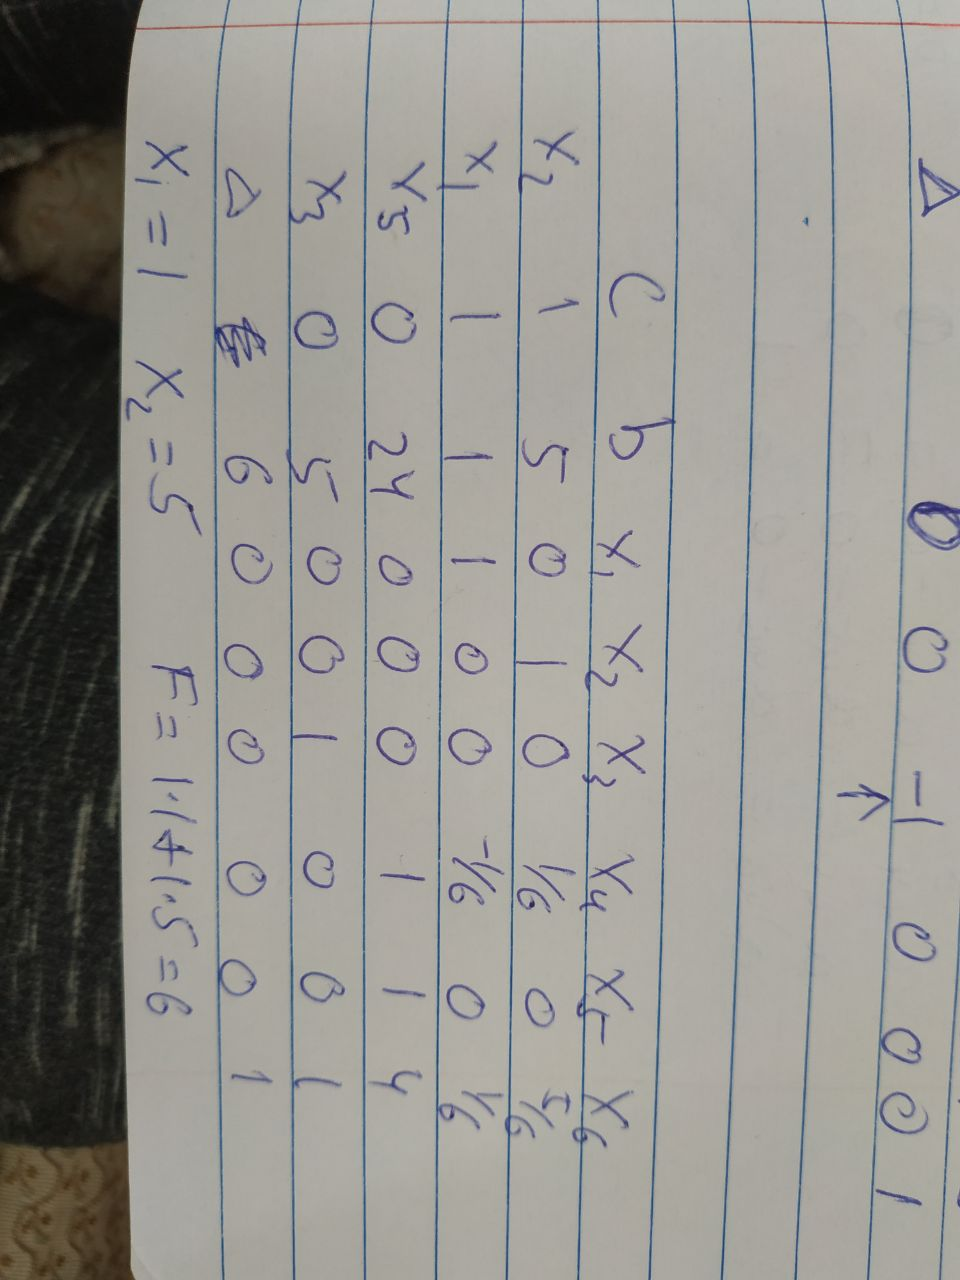 Δ 0 0 -1 0 0 0 1
↑
C b x₁ x₂ x₃ x₄ x₅ x₆
x₂ 1 5 0 1 0 1/6 0 5/6
x₁ 1 1 1 0 0 -1/6 0 1/6
x₅ 0 24 0 0 0 1 1 4
x₃ 0 5 0 0 1 0 0 1
Δ 6 0 0 0 0 0 1
x₁ = 1 x₂ = 5 F = 1·1+1·5 = 6